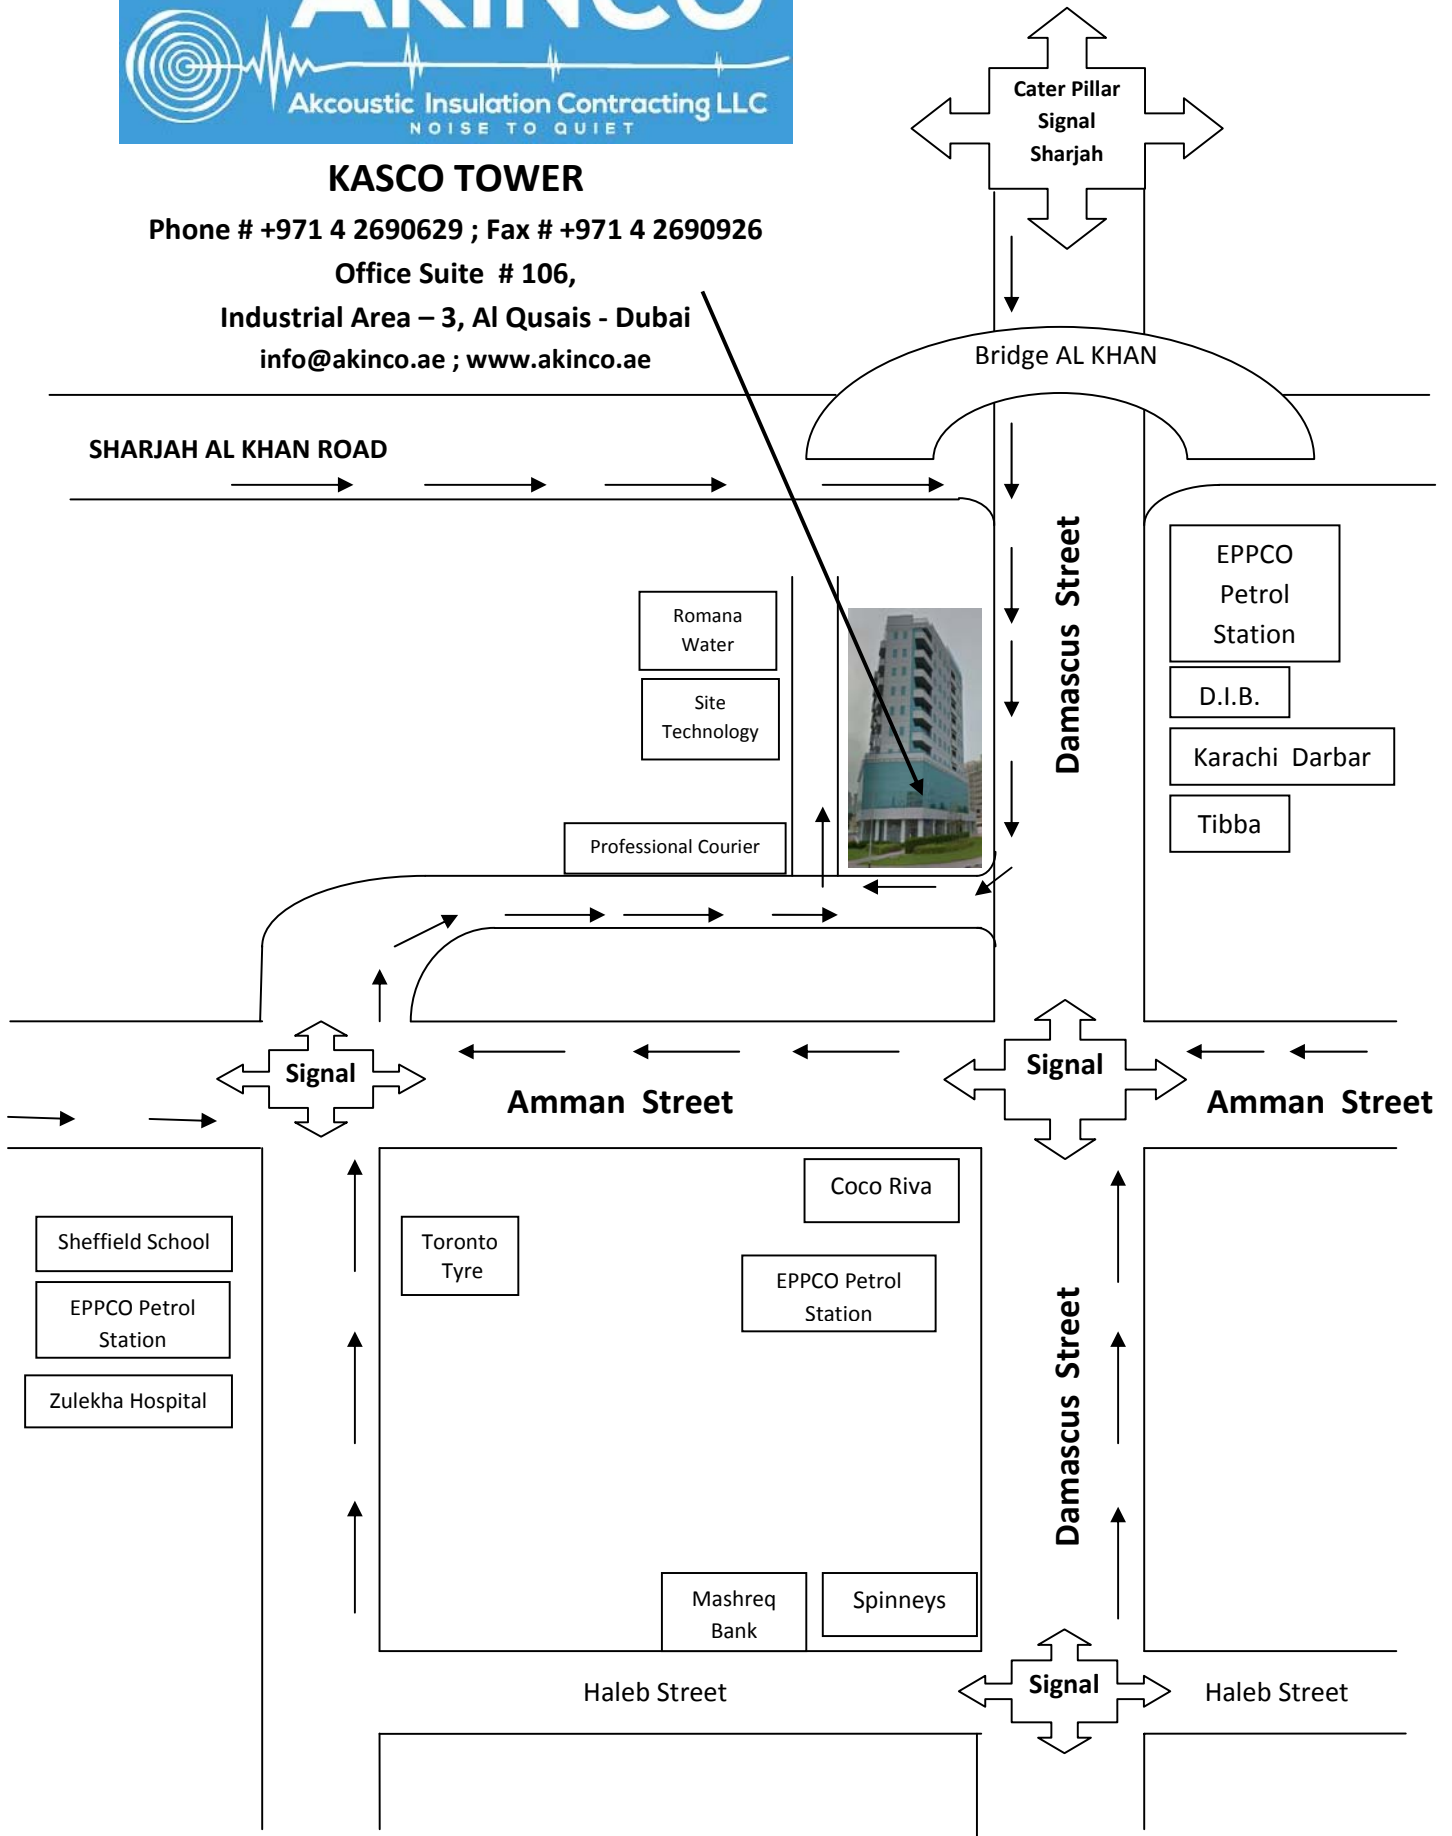 AKINCO
Akcoustic Insulation Contracting LLC
NOISE TO QUIET
KASCO TOWER
Phone # +971 4 2690629 ; Fax # +971 4 2690926
Office Suite # 106,
Industrial Area – 3, Al Qusais - Dubai
info@akinco.ae ; www.akinco.ae
Cater Pillar
Signal
Sharjah
Bridge AL KHAN
SHARJAH AL KHAN ROAD
Damascus Street
EPPCO
Petrol
Station
D.I.B.
Karachi Darbar
Tibba
Romana
Water
Site
Technology
Professional Courier
Signal
Amman Street
Signal
Amman Street
Coco Riva
Sheffield School
EPPCO Petrol
Station
Zulekha Hospital
Toronto
Tyre
EPPCO Petrol
Station
Damascus Street
Mashreq
Bank
Spinneys
Haleb Street
Signal
Haleb Street